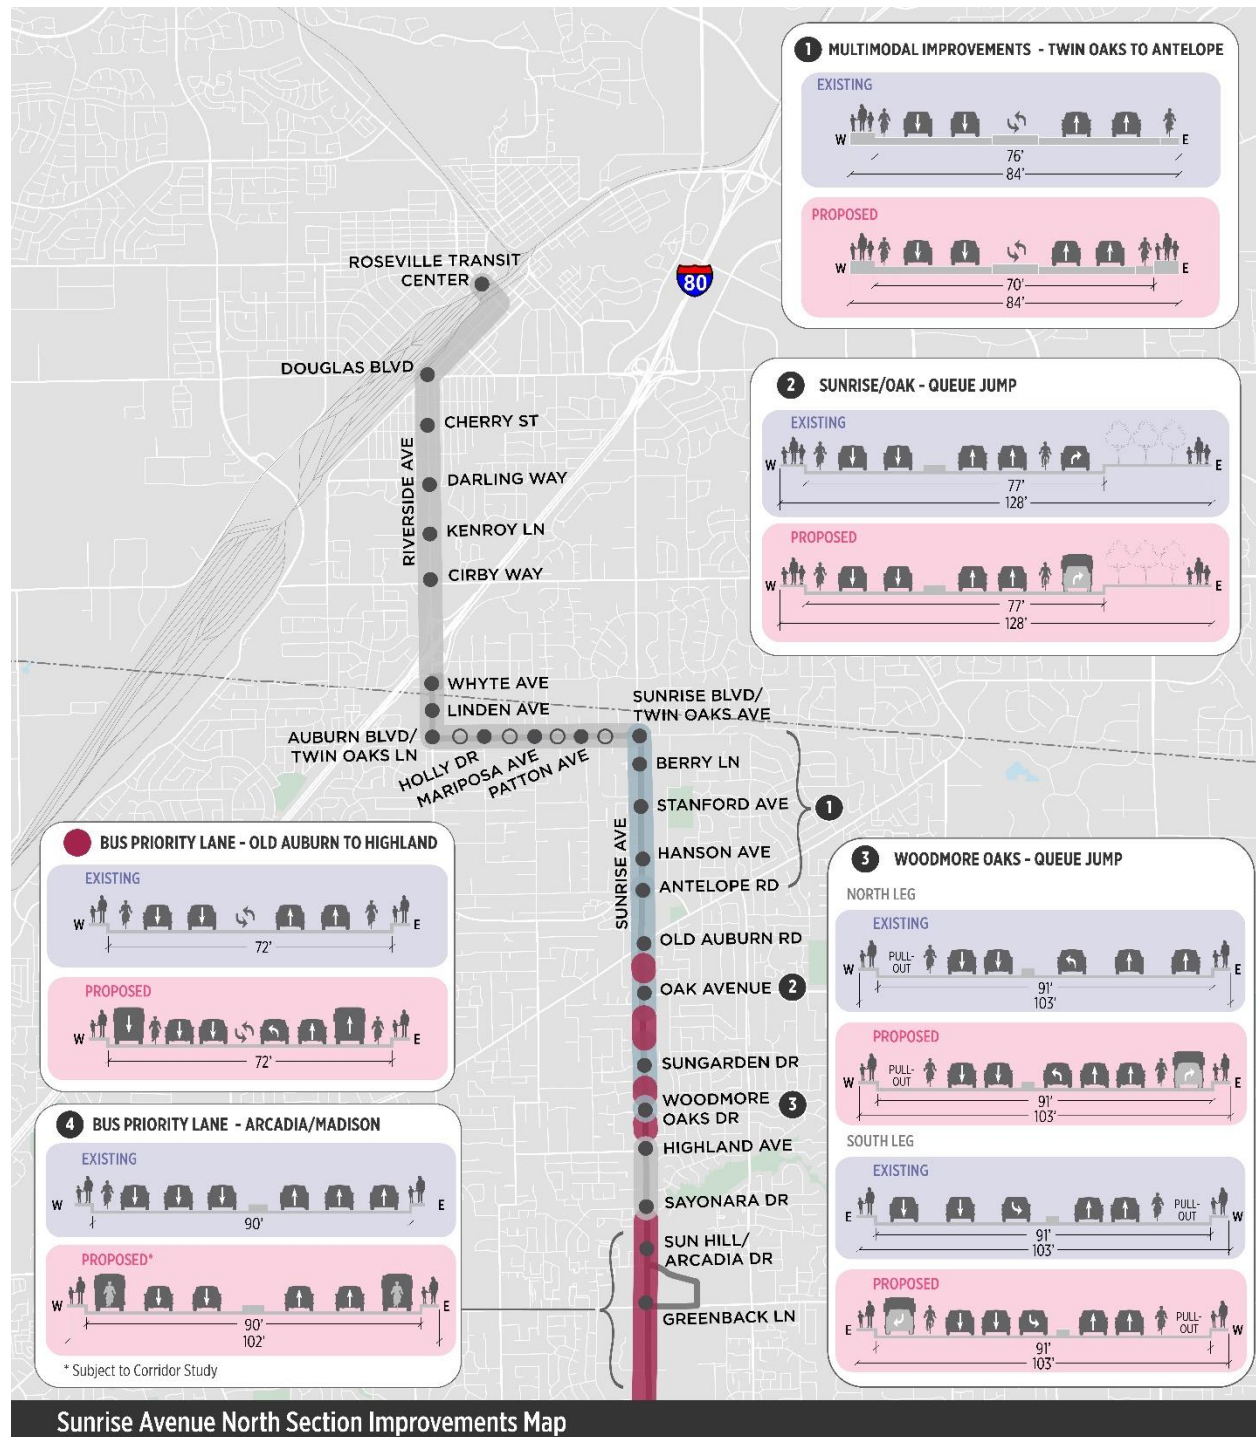 1 MULTIMODAL IMPROVEMENTS - TWIN OAKS TO ANTELOPE
EXISTING
W
E
76'
84'
PROPOSED
W
E
70'
84'
ROSEVILLE TRANSIT
CENTER
80
DOUGLAS BLVD
CHERRY ST
DARLING WAY
KENROY LN
CIRBY WAY
RIVERSIDE AVE
WHYTE AVE
LINDEN AVE
AUBURN BLVD/
TWIN OAKS LN
HOLLY DR
MARIPOSA AVE
PATTON AVE
2 SUNRISE/OAK - QUEUE JUMP
EXISTING
W
E
77'
128'
PROPOSED
W
E
77'
128'
SUNRISE BLVD/
TWIN OAKS AVE
BERRY LN
STANFORD AVE
1
HANSON AVE
ANTELOPE RD
SUNRISE AVE
OLD AUBURN RD
OAK AVENUE 2
SUNGARDEN DR
WOODMORE
OAKS DR
3
HIGHLAND AVE
SAYONARA DR
SUN HILL/
ARCADIA DR
GREENBACK LN
BUS PRIORITY LANE - OLD AUBURN TO HIGHLAND
EXISTING
W
E
72'
PROPOSED
W
E
72'
4 BUS PRIORITY LANE - ARCADIA/MADISON
EXISTING
W
E
90'
PROPOSED*
W
E
90'
102'
* Subject to Corridor Study
3 WOODMORE OAKS - QUEUE JUMP
NORTH LEG
EXISTING
W
PULL-
OUT
E
91'
103'
PROPOSED
W
PULL-
OUT
E
91'
103'
SOUTH LEG
EXISTING
E
PULL-
OUT
W
91'
103'
PROPOSED
E
PULL-
OUT
W
91'
103'
Sunrise Avenue North Section Improvements Map